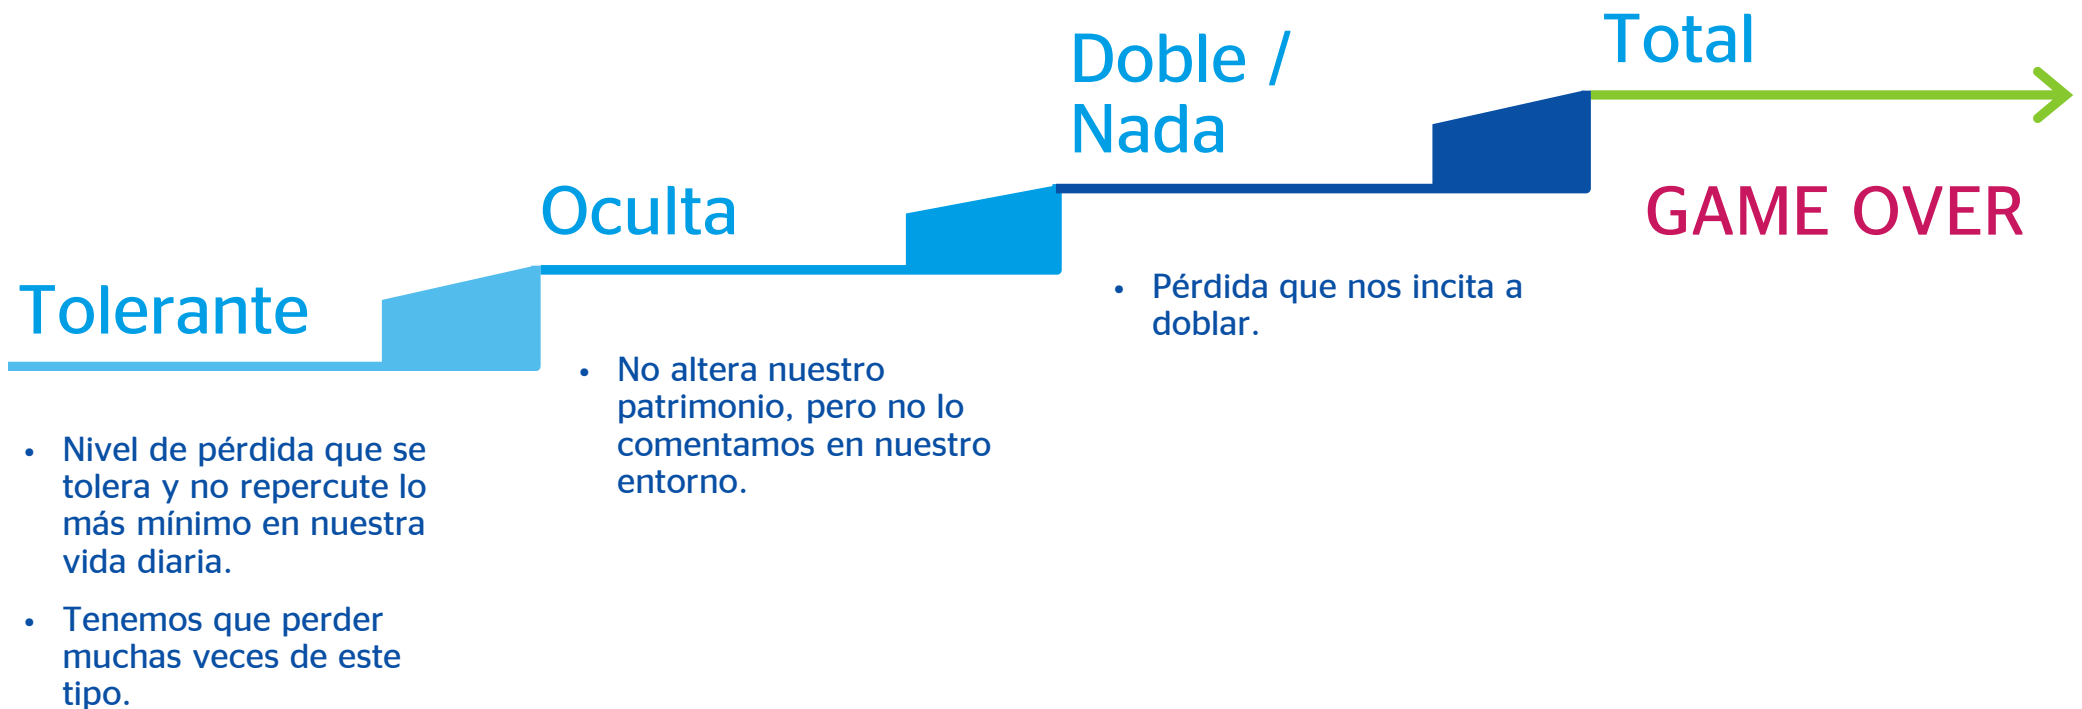 Tolerante
• Nivel de pérdida que se
tolera y no repercute lo
más mínimo en nuestra
vida diaria.
• Tenemos que perder
muchas veces de este
tipo.
Oculta
• No altera nuestro
patrimonio, pero no lo
comentamos en nuestro
entorno.
Doble /
Nada
• Pérdida que nos incita a
doblar.
Total
GAME OVER